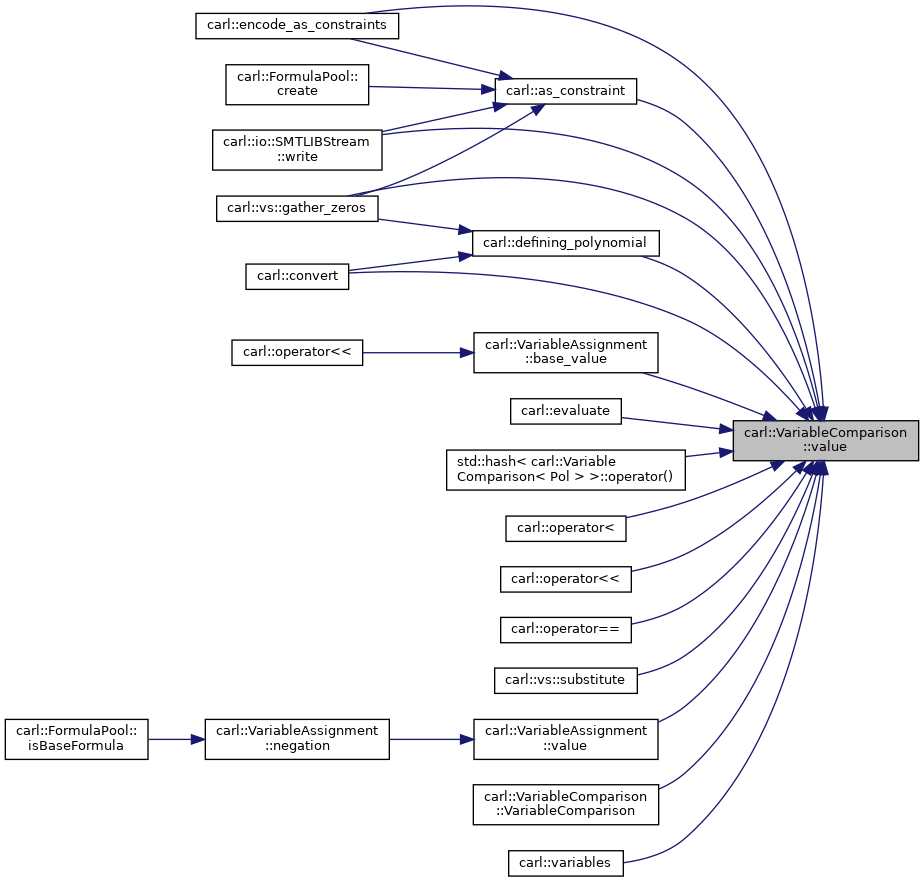 carl::encode_as_constraints
carl::FormulaPool::
create
carl::as_constraint
carl::io::SMTLIBStream
::write
carl::vs::gather_zeros
carl::defining_polynomial
carl::convert
carl::operator<<
carl::VariableAssignment
::base_value
carl::evaluate
carl::VariableComparison
::value
std::hash< carl::Variable
Comparison< Pol > >::operator()
carl::operator<
carl::operator<<
carl::operator==
carl::vs::substitute
carl::FormulaPool::
isBaseFormula
carl::VariableAssignment
::negation
carl::VariableAssignment
::value
carl::VariableComparison
::VariableComparison
carl::variables